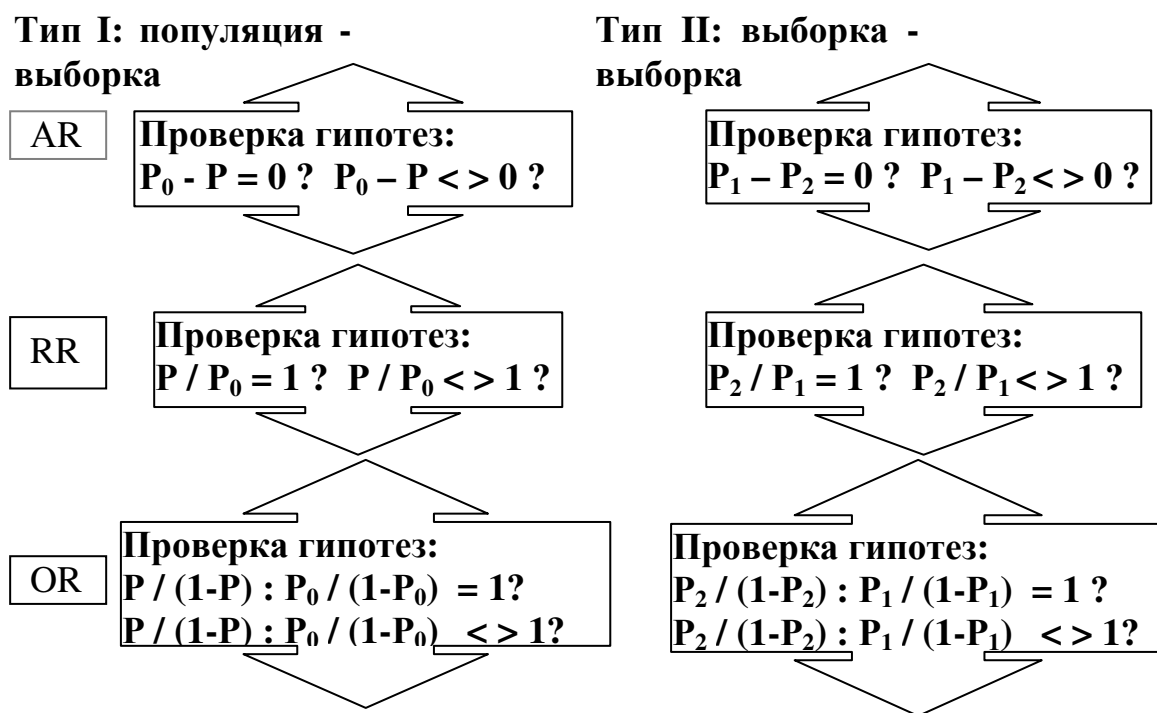 Тип I: популяция -
выборка
Тип II: выборка -
выборка
AR
Проверка гипотез:
P₀ - P = 0 ? P₀ – P < > 0 ?
Проверка гипотез:
P₁ – P₂ = 0 ? P₁ – P₂ < > 0 ?
RR
Проверка гипотез:
P / P₀ = 1 ? P / P₀ < > 1 ?
Проверка гипотез:
P₂ / P₁ = 1 ? P₂ / P₁ < > 1 ?
OR
Проверка гипотез:
P / (1-P) : P₀ / (1-P₀) = 1?
P / (1-P) : P₀ / (1-P₀) < > 1?
Проверка гипотез:
P₂ / (1-P₂) : P₁ / (1-P₁) = 1 ?
P₂ / (1-P₂) : P₁ / (1-P₁) < > 1?